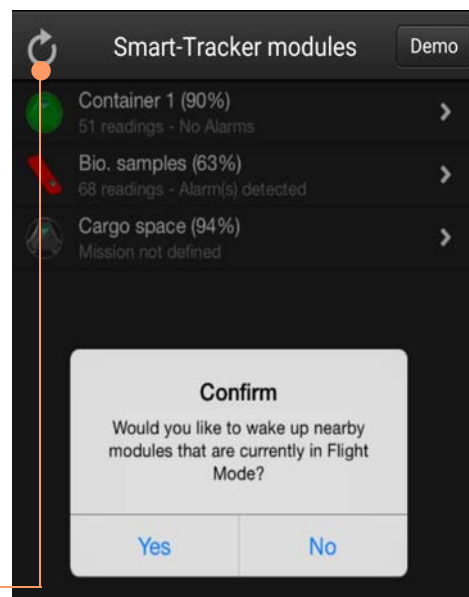 Smart-Tracker modules
Demo
Container 1 (90%)
51 readings - No Alarms
Bio. samples (63%)
68 readings - Alarm(s) detected
Cargo space (94%)
Mission not defined
Confirm
Would you like to wake up nearby
modules that are currently in Flight
Mode?
Yes
No